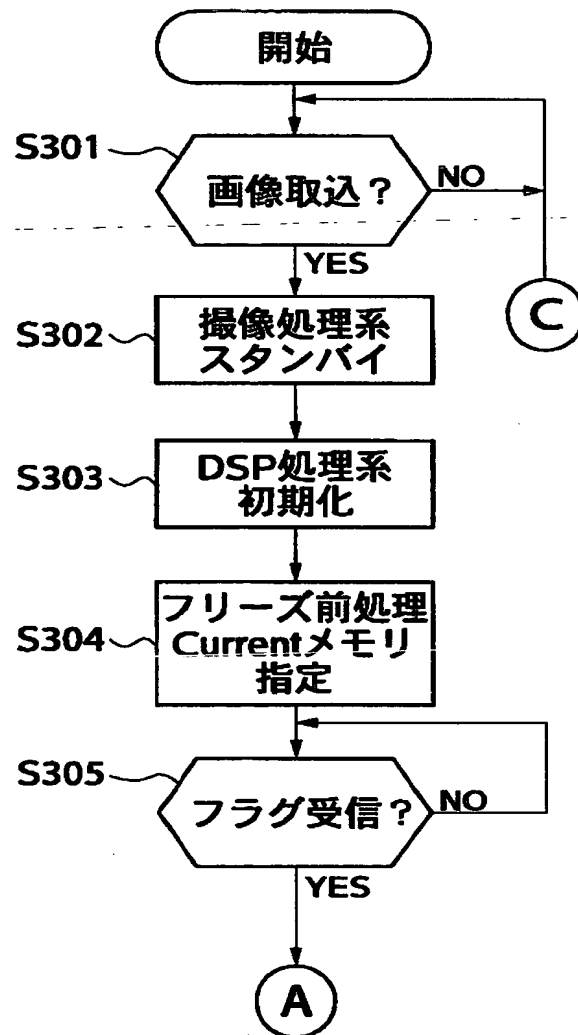 開始
S301
画像取込？
NO
YES
C
S302
撮像処理系
スタンバイ
S303
DSP処理系
初期化
S304
フリーズ前処理
Currentメモリ
指定
S305
フラグ受信？
NO
YES
A